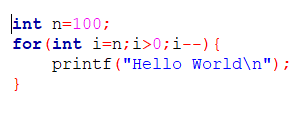 int n=100;
for(int i=n;i>0;i--){
    printf("Hello World\n");
}